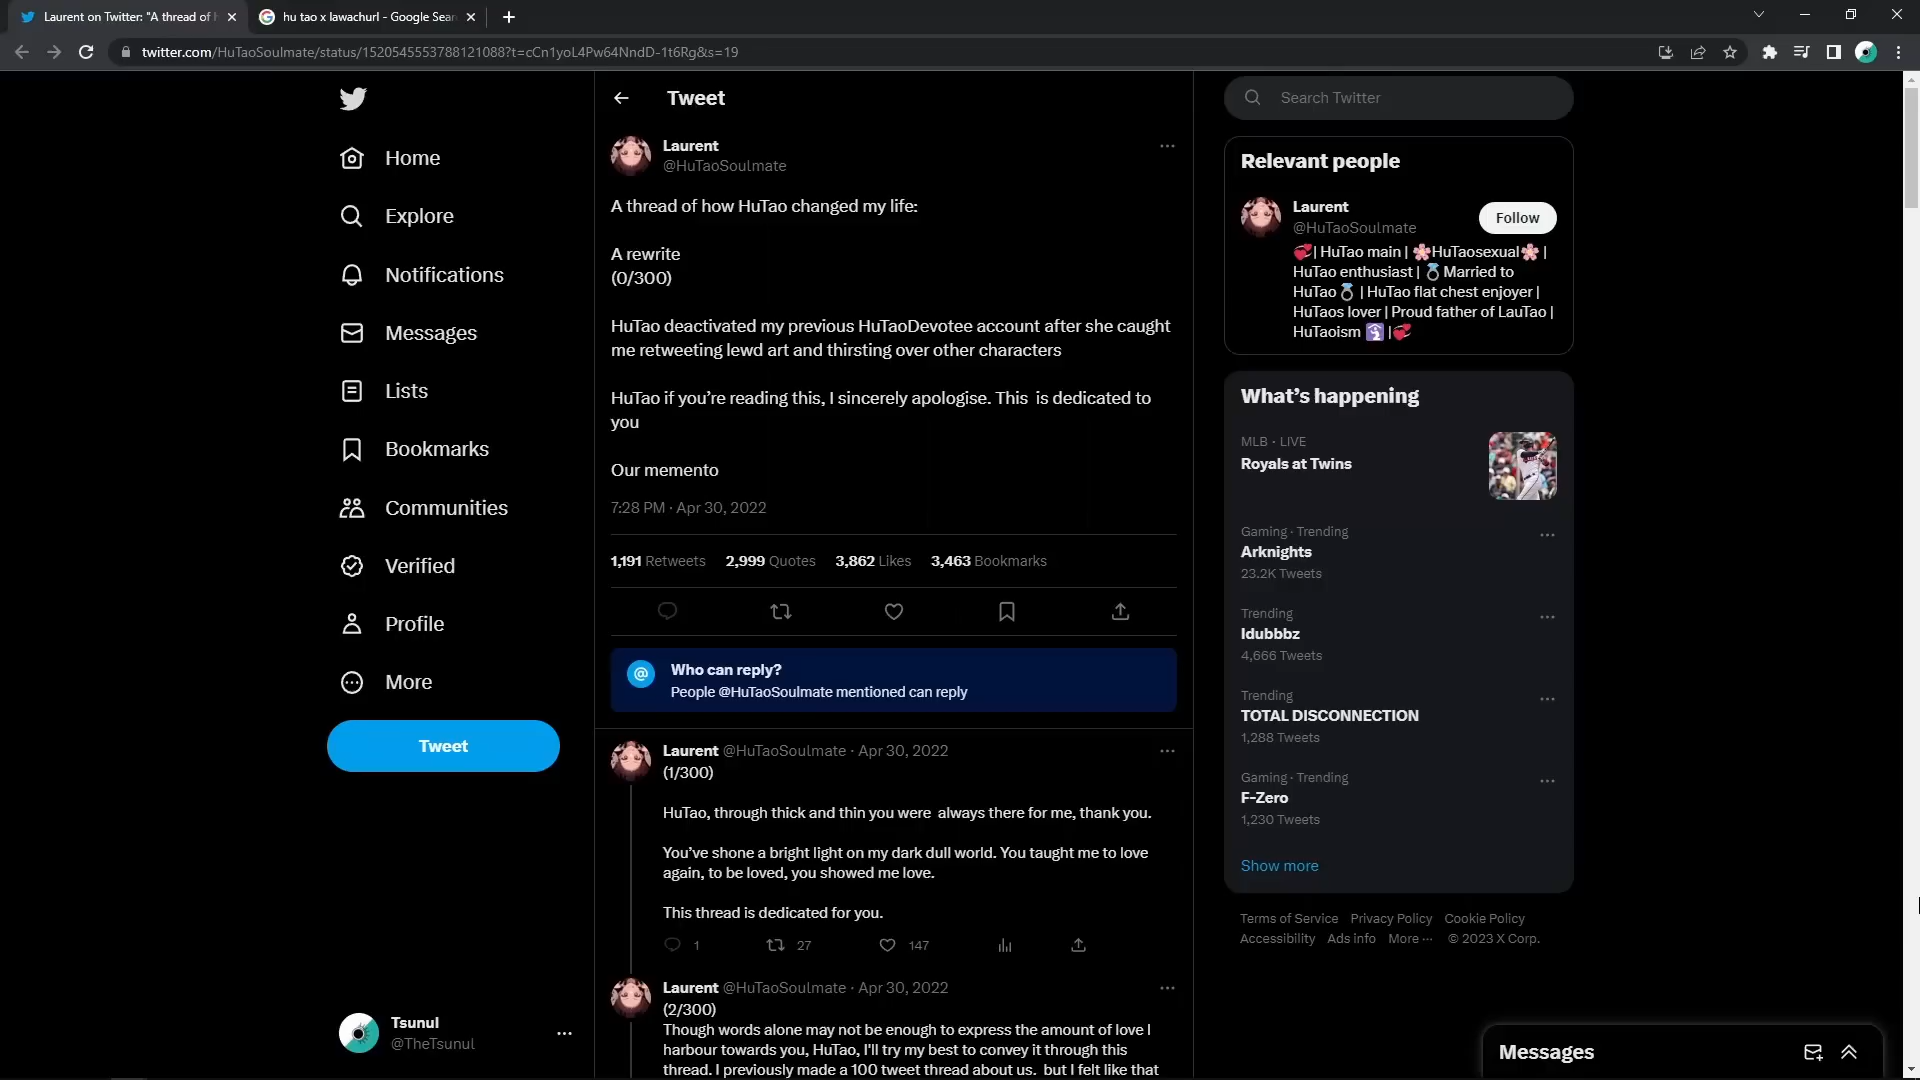 Laurent on Twitter: "A thread of h
hu tao x lawachurl - Google Sear
twitter.com/HuTaoSoulmate/status/1520545553788121088?t=cCn1yoL4Pw64NndD-1t6Rg&s=19
Home
Explore
Notifications
Messages
Lists
Bookmarks
Communities
Verified
Profile
More
Tweet
Tsunul
@TheTsunul
Tweet
Laurent
@HuTaoSoulmate
A thread of how HuTao changed my life:
A rewrite
(0/300)
HuTao deactivated my previous HuTaoDevotee account after she caught
me retweeting lewd art and thirsting over other characters
HuTao if you’re reading this, I sincerely apologise. This is dedicated to
you
Our memento
7:28 PM · Apr 30, 2022
1,191 Retweets 2,999 Quotes 3,862 Likes 3,463 Bookmarks
Who can reply?
People @HuTaoSoulmate mentioned can reply
Laurent @HuTaoSoulmate · Apr 30, 2022
(1/300)
HuTao, through thick and thin you were always there for me, thank you.
You’ve shone a bright light on my dark dull world. You taught me to love
again, to be loved, you showed me love.
This thread is dedicated for you.
1 27 147
Laurent @HuTaoSoulmate · Apr 30, 2022
(2/300)
Though words alone may not be enough to express the amount of love I
harbour towards you, HuTao, I'll try my best to convey it through this
thread. I previously made a 100 tweet thread about us. but I felt like that
Search Twitter
Relevant people
Laurent
@HuTaoSoulmate
Follow
💞| HuTao main | 🌸HuTaosexual🌸 |
HuTao enthusiast | 💍Married to
HuTao💍 | HuTao flat chest enjoyer |
HuTaos lover | Proud father of LauTao |
HuTaoism 🛐 |💞
What’s happening
MLB · LIVE
Royals at Twins
Gaming · Trending
Arknights
23.2K Tweets
Trending
Idubbbz
4,666 Tweets
Trending
TOTAL DISCONNECTION
1,288 Tweets
Gaming · Trending
F-Zero
1,230 Tweets
Show more
Terms of Service Privacy Policy Cookie Policy
Accessibility Ads info More ··· © 2023 X Corp.
Messages